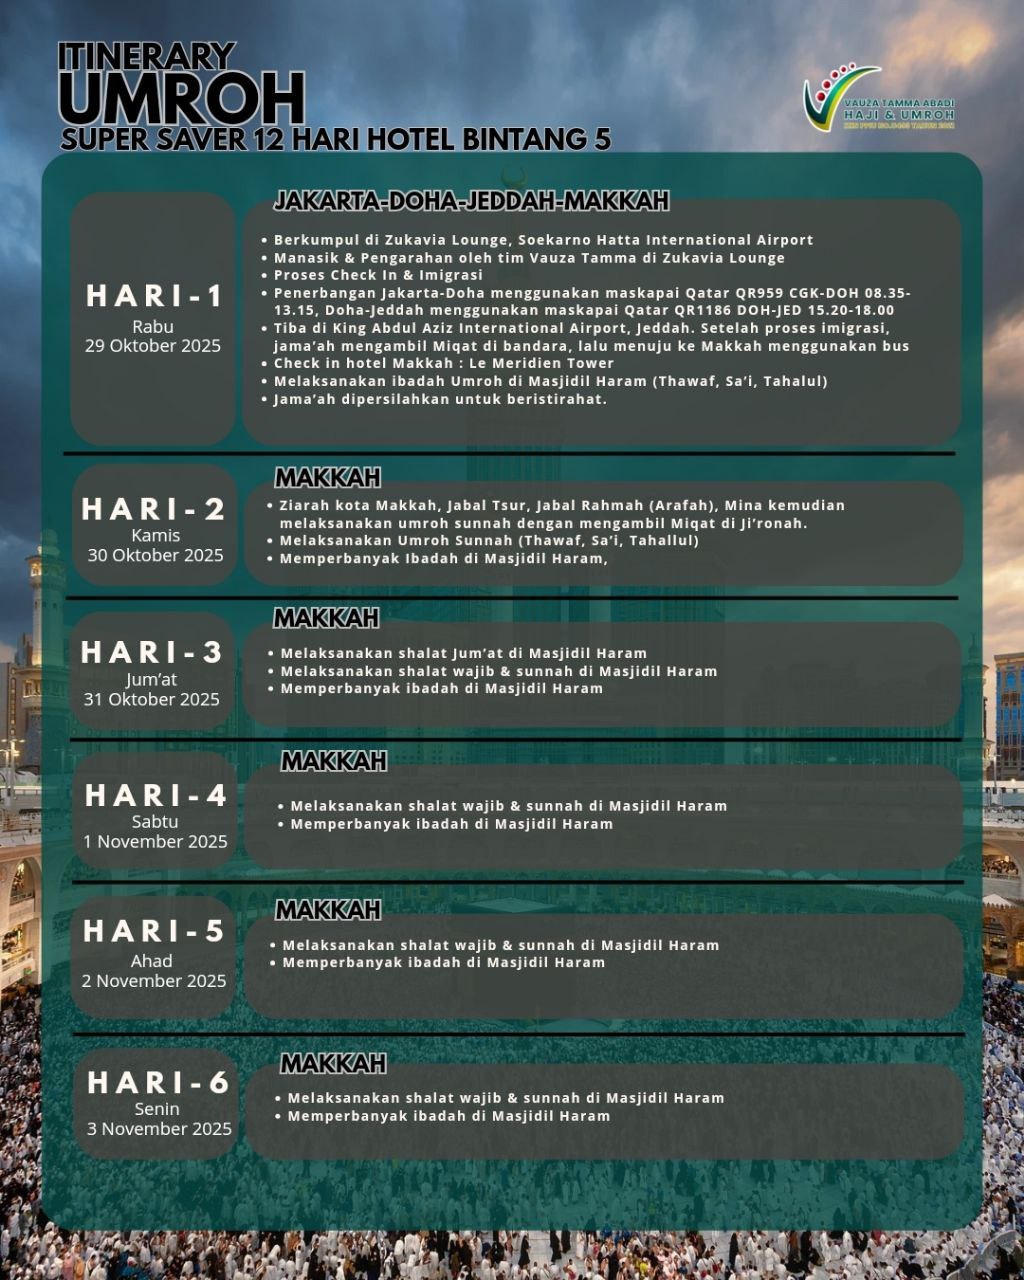 ITINERARY
UMROH
SUPER SAVER 12 HARI HOTEL BINTANG 5
VAUZA TAMMA ABADI
HAJI & UMROH
JAKARTA-DOHA-JEDDAH-MAKKAH
HARI-1
Rabu
29 Oktober 2025
• Berkumpul di Zukavia Lounge, Soekarno Hatta International Airport
• Manasik & Pengarahan oleh tim Vauza Tamma di Zukavia Lounge
• Proses Check In & Imigrasi
• Penerbangan Jakarta-Doha menggunakan maskapai Qatar QR959 CGK-DOH 08.35-
13.15, Doha-Jeddah menggunakan maskapai Qatar QR1186 DOH-JED 15.20-18.00
• Tiba di King Abdul Aziz International Airport, Jeddah. Setelah proses imigrasi,
jama’ah mengambil Miqat di bandara, lalu menuju ke Makkah menggunakan bus
• Check in hotel Makkah : Le Meridien Tower
• Melaksanakan ibadah Umroh di Masjidil Haram (Thawaf, Sa’i, Tahalul)
• Jama’ah dipersilahkan untuk beristirahat.
MAKKAH
HARI-2
Kamis
30 Oktober 2025
• Ziarah kota Makkah, Jabal Tsur, Jabal Rahmah (Arafah), Mina kemudian
melaksanakan umroh sunnah dengan mengambil Miqat di Ji’ronah.
• Melaksanakan Umroh Sunnah (Thawaf, Sa’i, Tahallul)
• Memperbanyak Ibadah di Masjidil Haram,
MAKKAH
HARI-3
Jum’at
31 Oktober 2025
• Melaksanakan shalat Jum’at di Masjidil Haram
• Melaksanakan shalat wajib & sunnah di Masjidil Haram
• Memperbanyak ibadah di Masjidil Haram
MAKKAH
HARI-4
Sabtu
1 November 2025
• Melaksanakan shalat wajib & sunnah di Masjidil Haram
• Memperbanyak ibadah di Masjidil Haram
MAKKAH
HARI-5
Ahad
2 November 2025
• Melaksanakan shalat wajib & sunnah di Masjidil Haram
• Memperbanyak ibadah di Masjidil Haram
MAKKAH
HARI-6
Senin
3 November 2025
• Melaksanakan shalat wajib & sunnah di Masjidil Haram
• Memperbanyak ibadah di Masjidil Haram